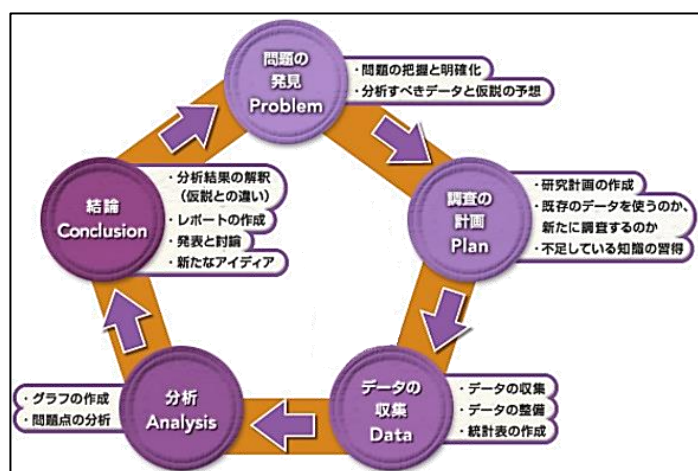 問題の
発見
Problem
・問題の把握と明確化
・分析すべきデータと仮説の予想
調査の
計画
Plan
・研究計画の作成
・既存のデータを使うのか、
新たに調査するのか
・不足している知識の習得
データの
収集
Data
・データの収集
・データの整備
・統計表の作成
分析
Analysis
・グラフの作成
・問題点の分析
結論
Conclusion
・分析結果の解釈
（仮説との違い）
・レポートの作成
・発表と討論
・新たなアイディア